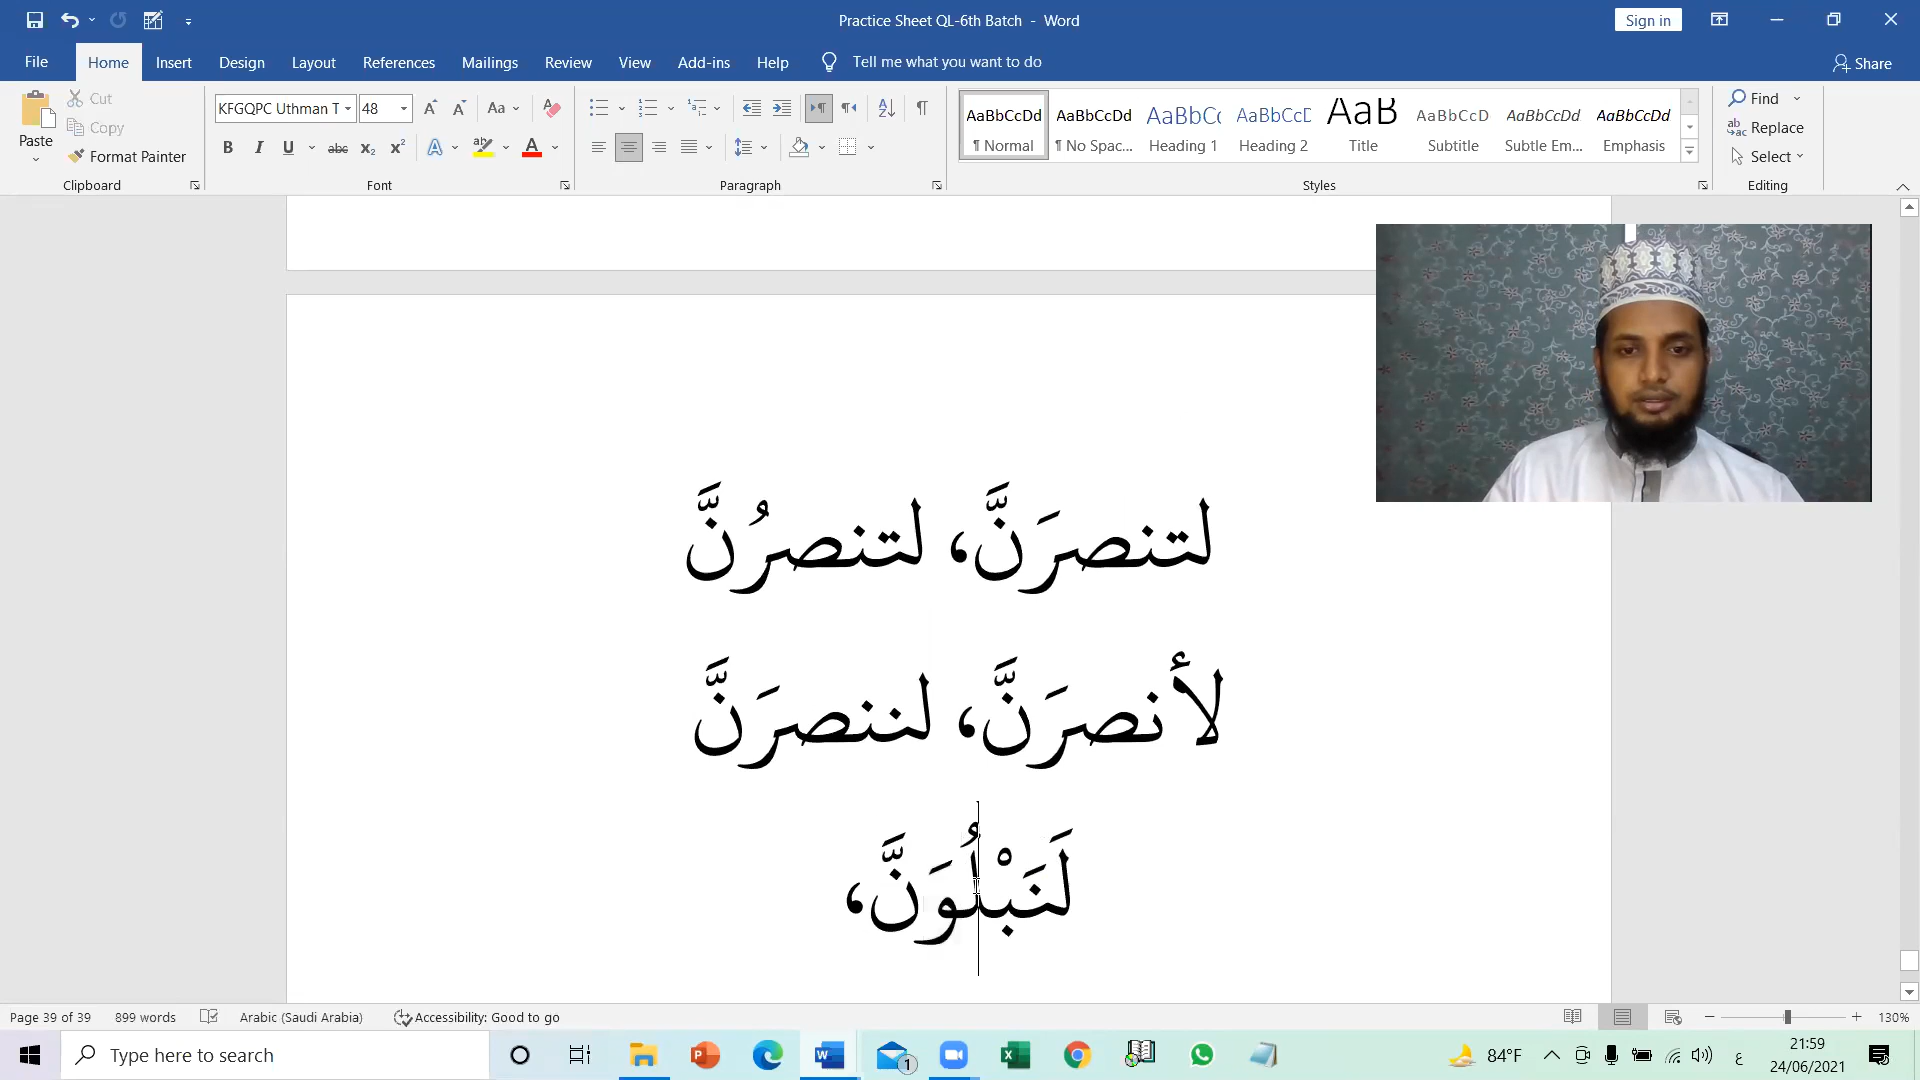 Practice Sheet QL-6th Batch - Word
Sign in
File Home Insert Design Layout References Mailings Review View Add-ins Help Tell me what you want to do Share
Paste
Cut
Copy
Format Painter
Clipboard
KFGQPC Uthman T 48
Font
Paragraph
AaBbCcDd AaBbCcDd AaBbCc AaBbCcD AaB AaBbCcD AaBbCcDd AaBbCcDd
¶ Normal ¶ No Spac... Heading 1 Heading 2 Title Subtitle Subtle Em... Emphasis
Styles
Find
Replace
Select
Editing
لتنصرَنَّ، لتنصرُنَّ
لأنصرَنَّ، لننصرَنَّ
لَنَبْلُوَنَّ،
Page 39 of 39 899 words Arabic (Saudi Arabia) Accessibility: Good to go 130%
Type here to search
1
84°F
ع
21:59
24/06/2021